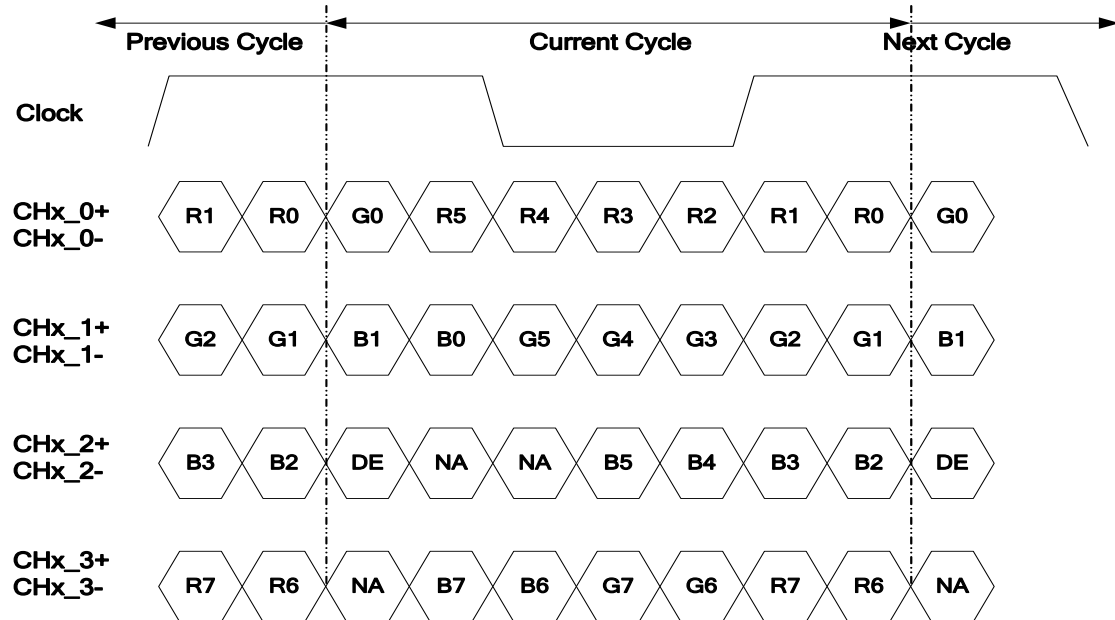 Previous Cycle Current Cycle Next Cycle
Clock
CHx_0+
CHx_0-
R1 R0 G0 R5 R4 R3 R2 R1 R0 G0
CHx_1+
CHx_1-
G2 G1 B1 B0 G5 G4 G3 G2 G1 B1
CHx_2+
CHx_2-
B3 B2 DE NA NA B5 B4 B3 B2 DE
CHx_3+
CHx_3-
R7 R6 NA B7 B6 G7 G6 R7 R6 NA